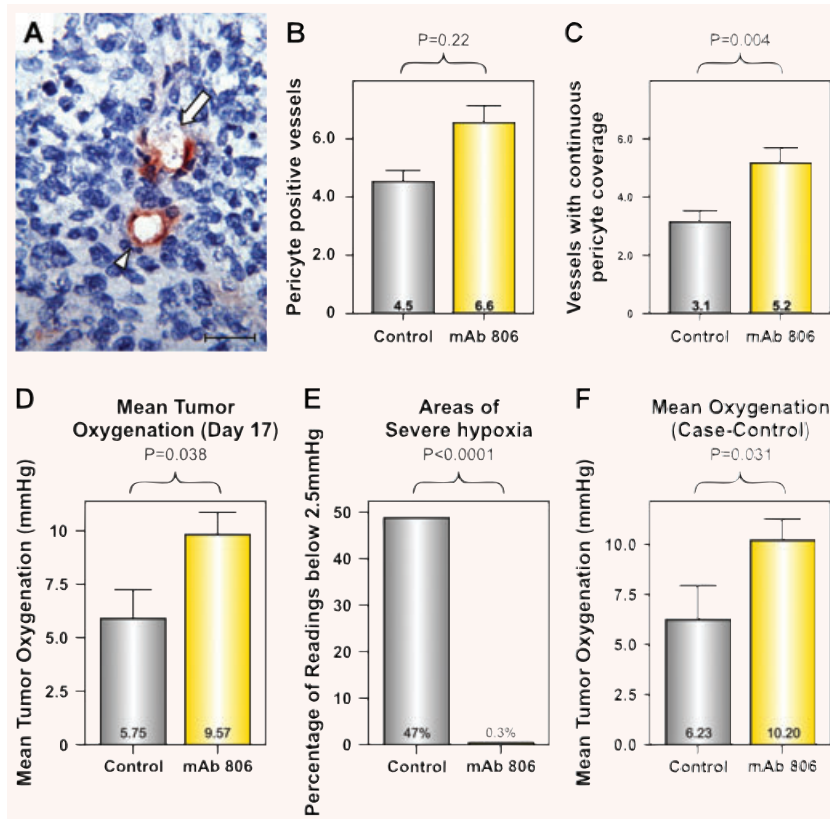 A
B
P=0.22
Pericyte positive vessels
6.0
4.0
2.0
0
4.5
6.6
Control
mAb 806
C
P=0.004
Vessels with continuous
pericyte coverage
6.0
4.0
2.0
0
3.1
5.2
Control
mAb 806
D
Mean Tumor
Oxygenation (Day 17)
P=0.038
Mean Tumor Oxygenation (mmHg)
10
7.5
5.0
2.5
0
5.75
9.57
Control
mAb 806
E
Areas of
Severe hypoxia
P<0.0001
Percentage of Readings below 2.5mmHg
50
40
30
20
10
0
47%
0.3%
Control
mAb 806
F
Mean Oxygenation
(Case-Control)
P=0.031
Mean Tumor Oxygenation (mmHg)
10.0
7.5
5.0
2.5
0.0
6.23
10.20
Control
mAb 806